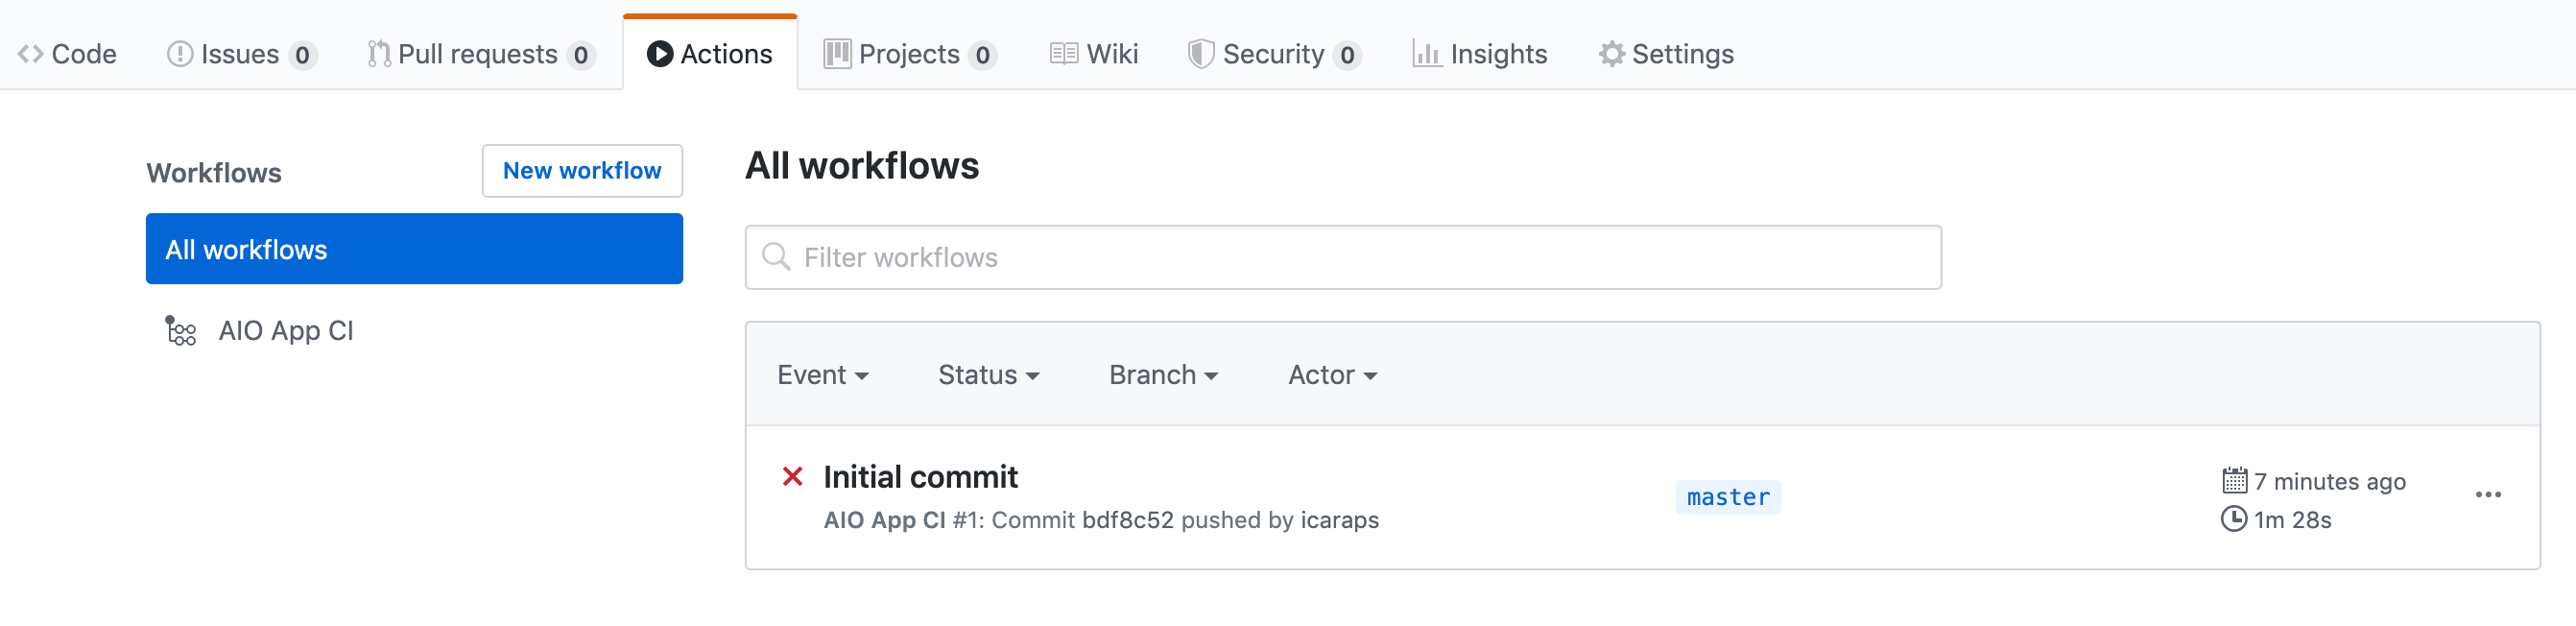 Code Issues 0 Pull requests 0 Actions Projects 0 Wiki Security 0 Insights Settings
Workflows
New workflow
All workflows
AIO App CI
All workflows
Filter workflows
Event Status Branch Actor
Initial commit
AIO App CI #1: Commit bdf8c52 pushed by icaraps
master
7 minutes ago
1m 28s